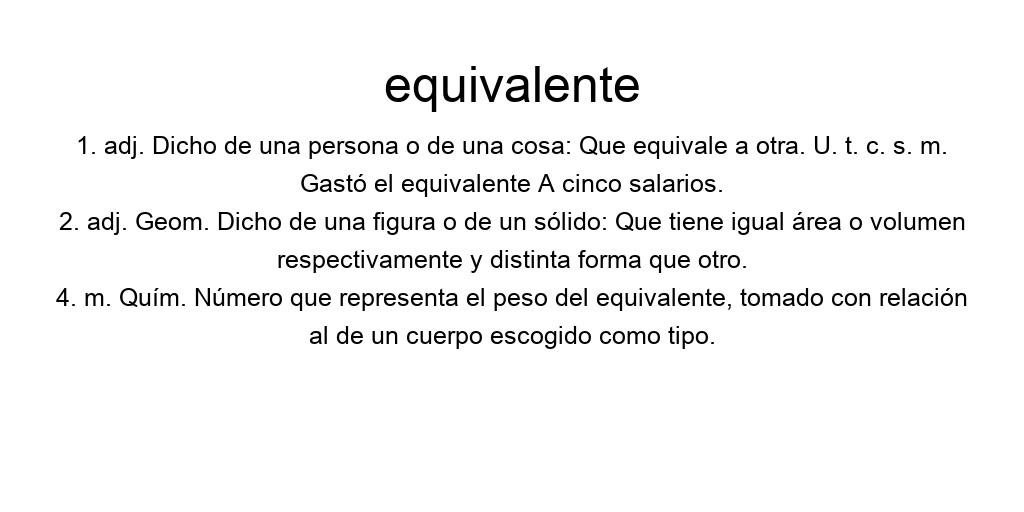 equivalente
1. adj. Dicho de una persona o de una cosa: Que equivale a otra. U. t. c. s. m.
Gastó el equivalente A cinco salarios.
2. adj. Geom. Dicho de una figura o de un sólido: Que tiene igual área o volumen
respectivamente y distinta forma que otro.
4. m. Quím. Número que representa el peso del equivalente, tomado con relación
al de un cuerpo escogido como tipo.